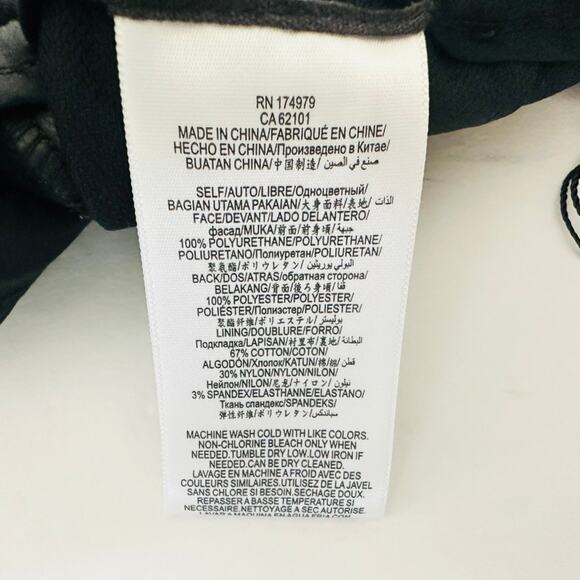 RN 174979
CA 62101
MADE IN CHINA/FABRIQUÉ EN CHINE/
HECHO EN CHINA/Произведено в Китае/
BUATAN CHINA/中国制造/ صنع في الصين
SELF/AUTO/LIBRE/Одноцветный/
BAGIAN UTAMA PAKAIAN/大身面料/表地/ الذات
FACE/DEVANT/LADO DELANTERO/
фасад/MUKA/前面/前身頃/ جبهة
100% POLYURETHANE/POLYURETHANE/
POLIURETANO/Полиуретан/POLIURETAN/
聚氨酯/ポリウレタン/ البولي يوريثين
BACK/DOS/ATRAS/обратная сторона/
BELAKANG/背面/後ろ身頃/ قفا
100% POLYESTER/POLYESTER/
POLIÉSTER/Полиэстер/POLIESTER/
聚酯纤维/ポリエステル/ بوليستر
LINING/DOUBLURE/FORRO/
Подкладка/LAPISAN/衬里布/裏地/ البطانة
67% COTTON/COTON/
ALGODÓN/Хлопок/KATUN/棉/綿/ قطن
30% NYLON/NYLON/NILON/
Нейлон/NILON/尼龙/ナイロン/ نيلون
3% SPANDEX/ELASTHANNE/ELASTANO/
Ткань спандекс/SPANDEKS/
弹性纤维/ポリウレタン/ سباندكس
MACHINE WASH COLD WITH LIKE COLORS.
NON-CHLORINE BLEACH ONLY WHEN
NEEDED.TUMBLE DRY LOW.LOW IRON IF
NEEDED.CAN BE DRY CLEANED.
LAVAGE EN MACHINE A FROID AVEC DES
COULEURS SIMILAIRES.UTILISEZ DE LA JAVEL
SANS CHLORE SI BESOIN.SÉCHAGE DOUX.
REPASSER A BASSE TEMPERATURE SI
NECESSAIRE.NETTOYAGE A SEC AUTORISE.
LAVAR A MAQUINA EN AGUA FRIA CON